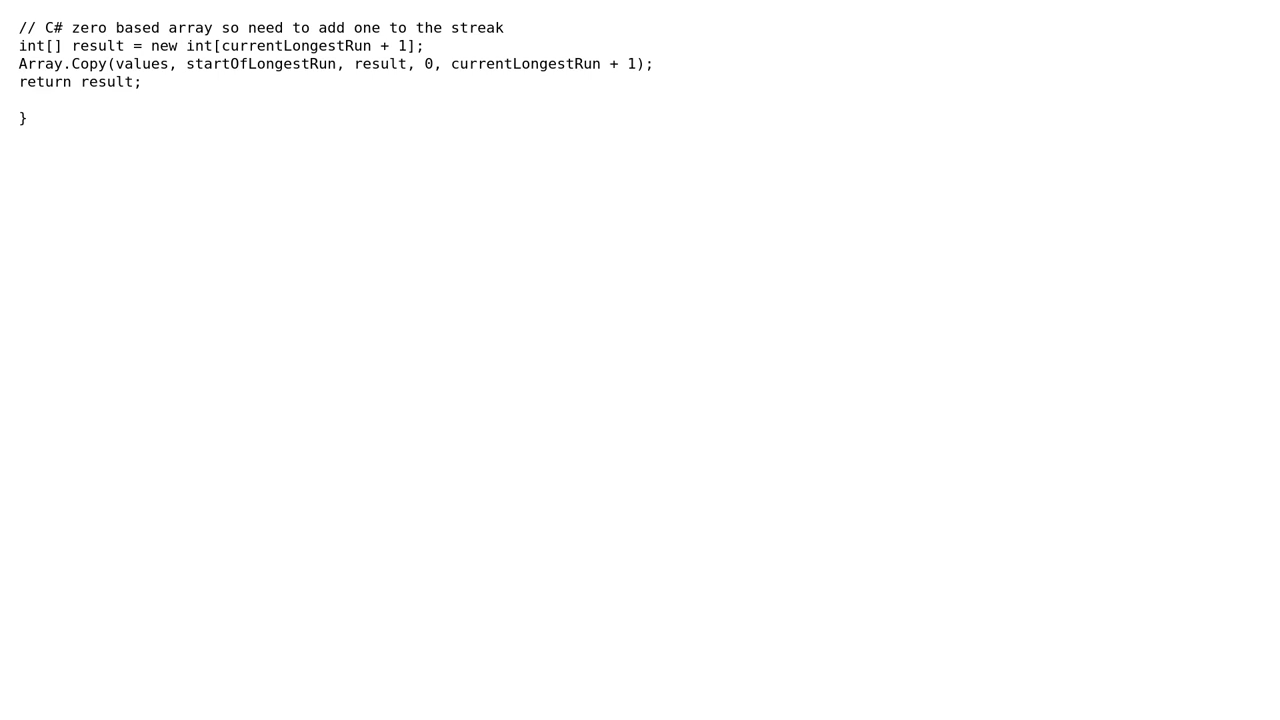 // C# zero based array so need to add one to the streak
int[] result = new int[currentLongestRun + 1];
Array.Copy(values, startOfLongestRun, result, 0, currentLongestRun + 1);
return result;

}